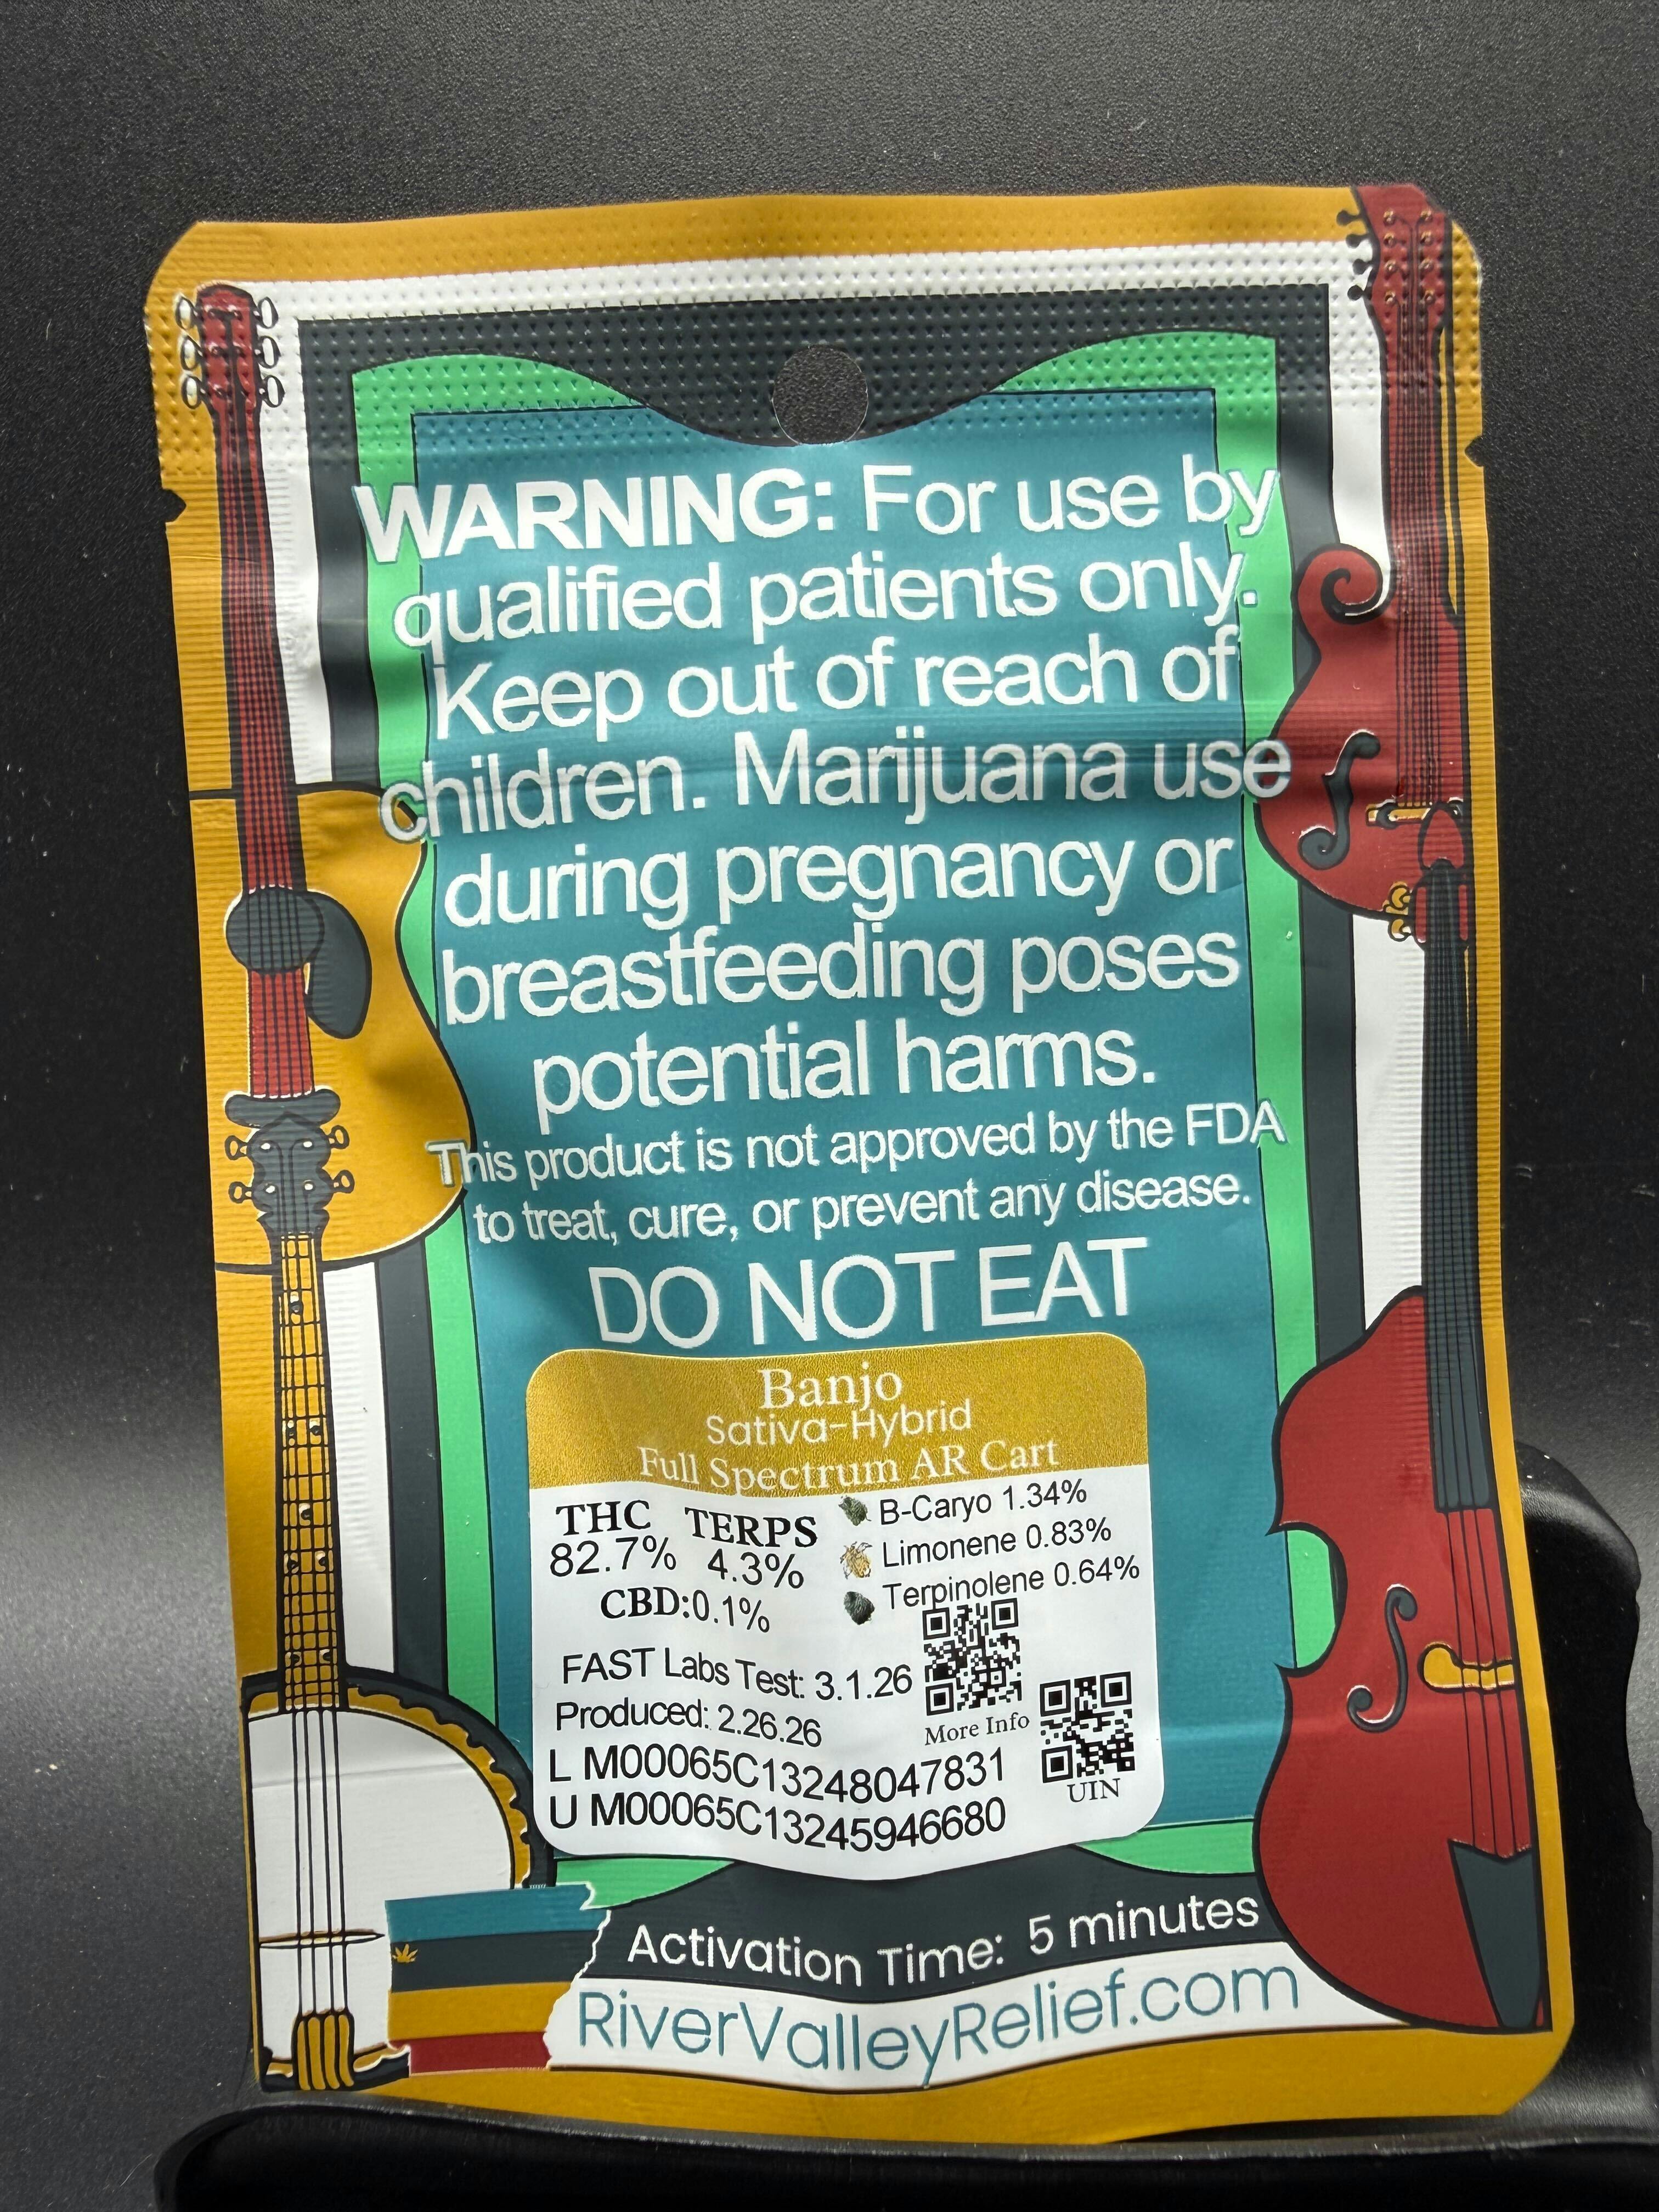 WARNING: For use by
qualified patients only.
Keep out of reach of
children. Marijuana use
during pregnancy or
breastfeeding poses
potential harms.
This product is not approved by the FDA
to treat, cure, or prevent any disease.
DO NOT EAT
Banjo
Sativa-Hybrid
Full Spectrum AR Cart
THC TERPS
82.7% 4.3%
CBD:0.1%
B-Caryo 1.34%
Limonene 0.83%
Terpinolene 0.64%
FAST Labs Test: 3.1.26
Produced: 2.26.26
More Info
L M00065C13248047831
U M00065C13245946680
UIN
Activation Time: 5 minutes
RiverValleyRelief.com